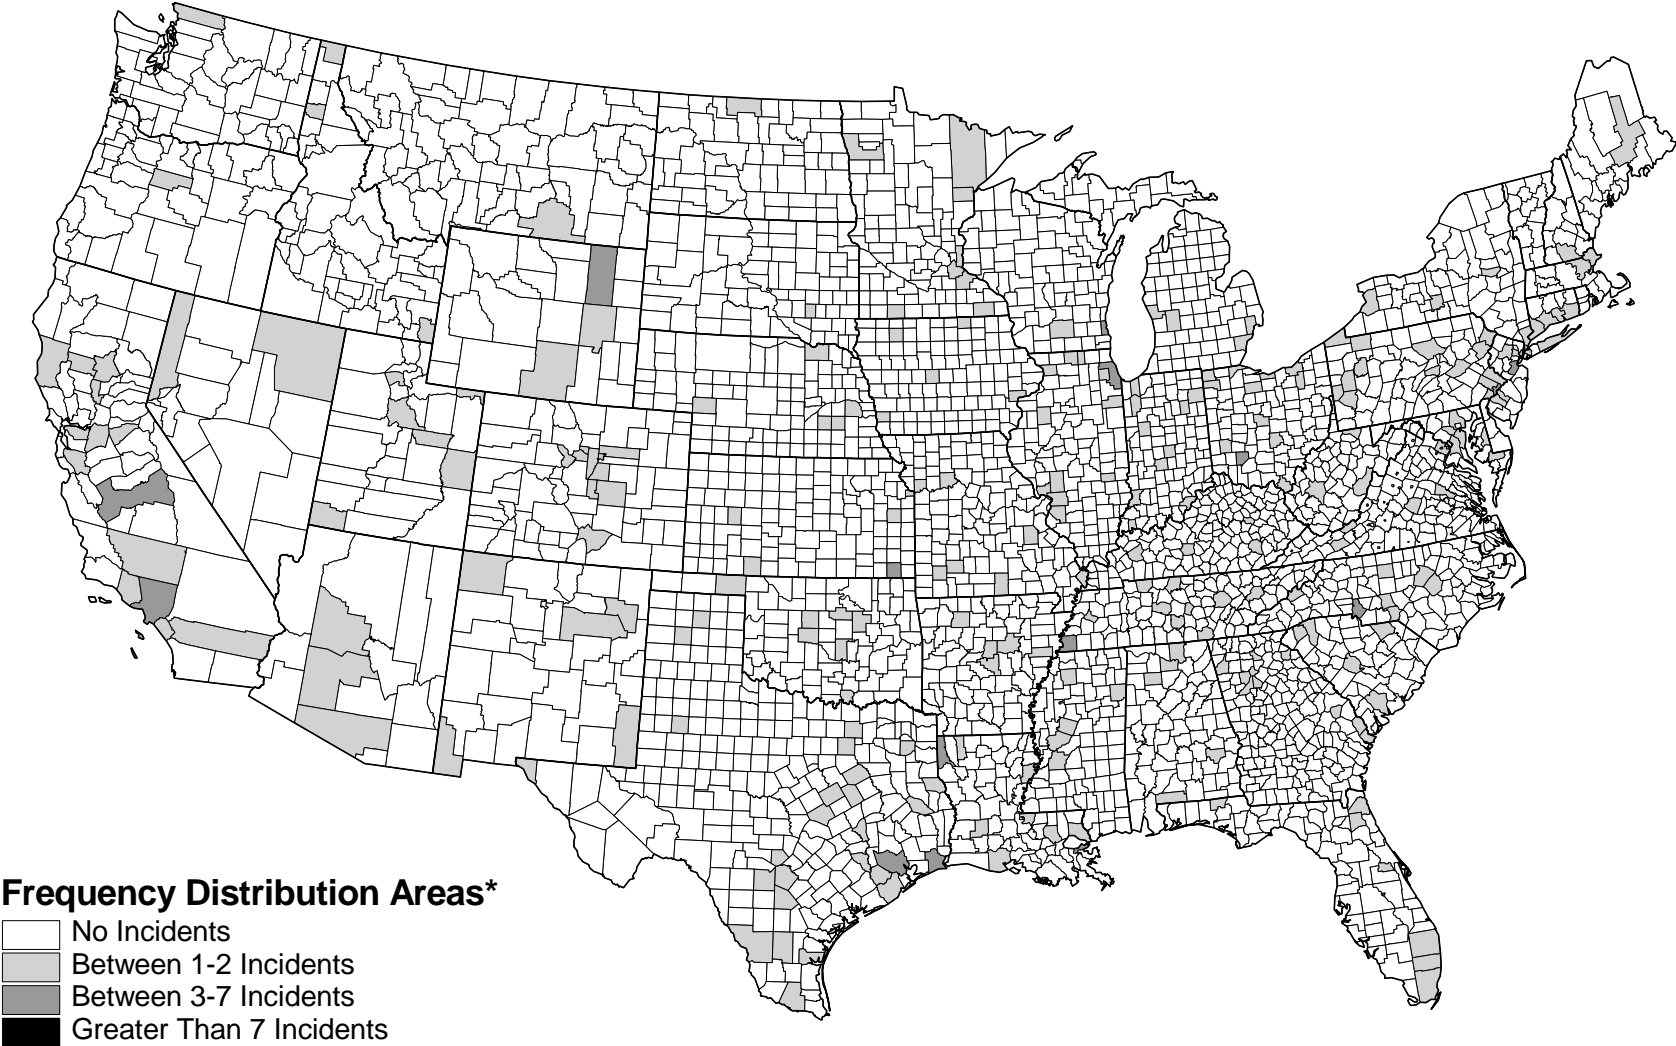 Frequency Distribution Areas*
No Incidents
Between 1-2 Incidents
Between 3-7 Incidents
Greater Than 7 Incidents